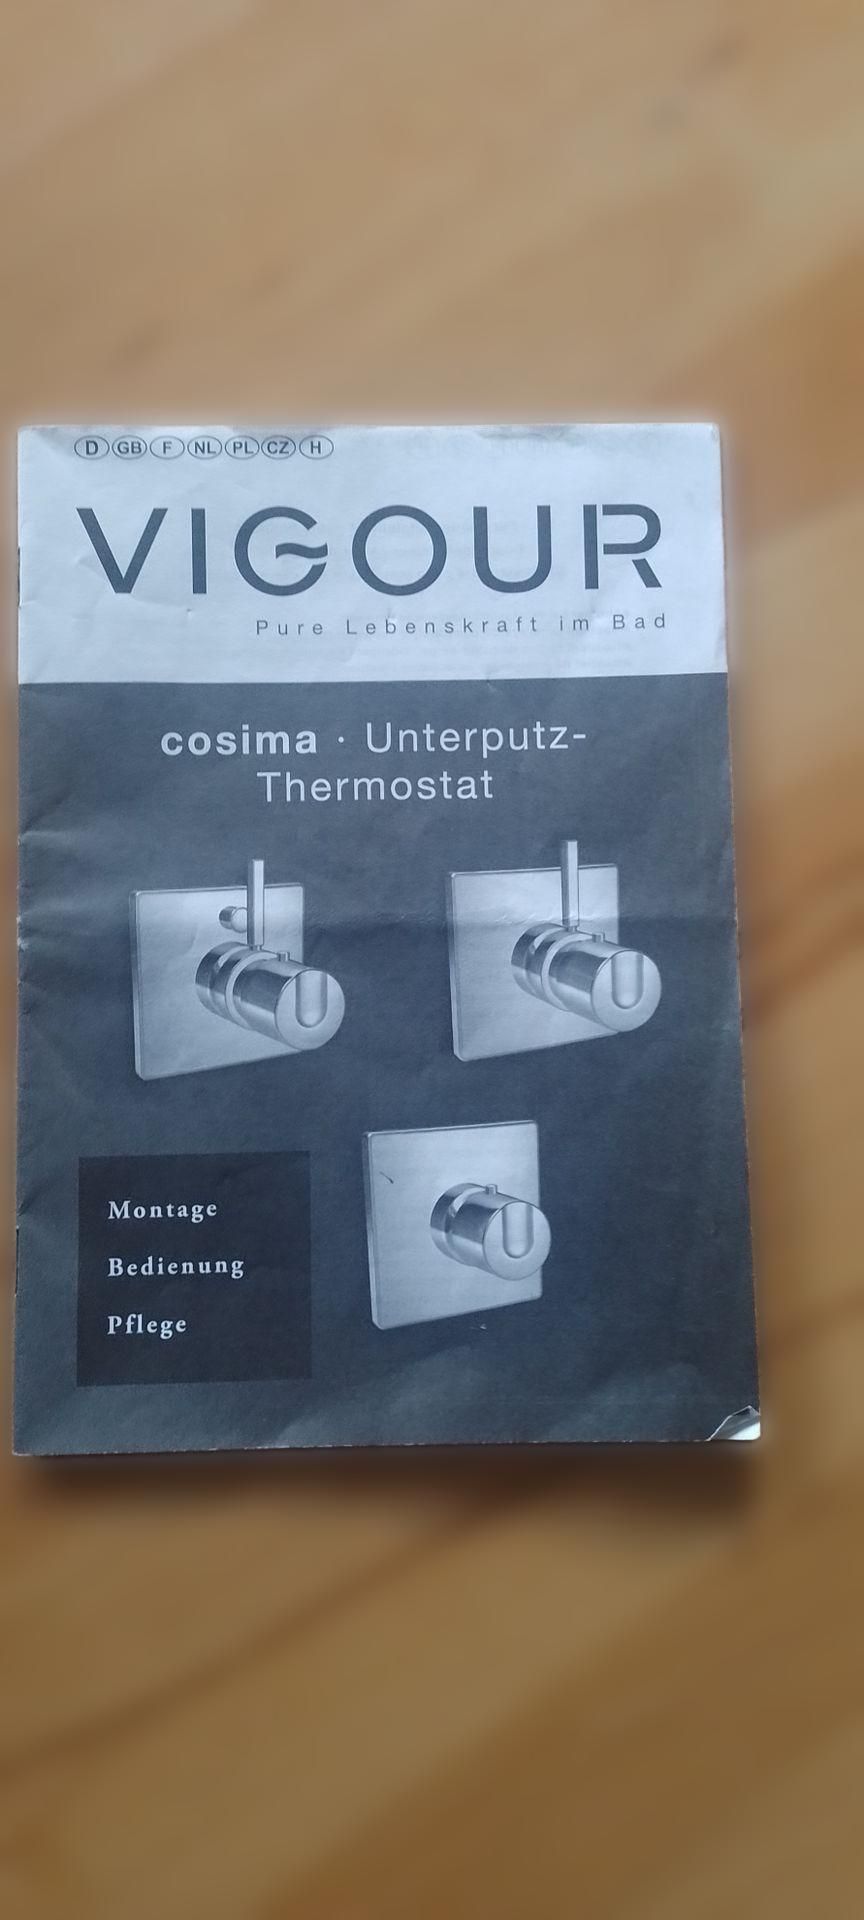 D GB F NL PL CZ H
VIGOUR
Pure Lebenskraft im Bad
cosima · Unterputz-
Thermostat
Montage
Bedienung
Pflege